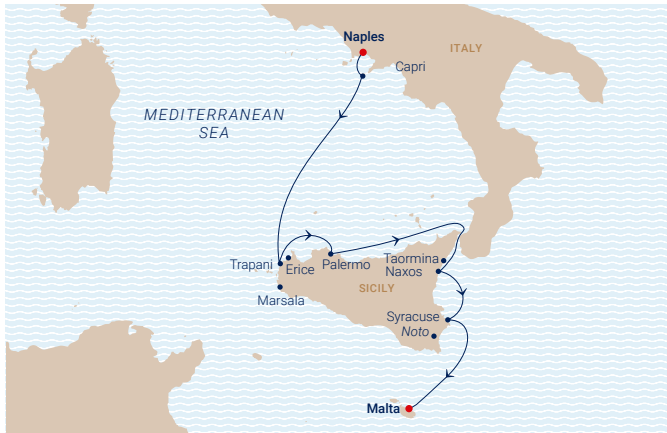 Naples
ITALY
Capri
MEDITERRANEAN
SEA
Trapani
Erice
Palermo
Taormina
Naxos
SICILY
Marsala
Syracuse
Noto
Malta